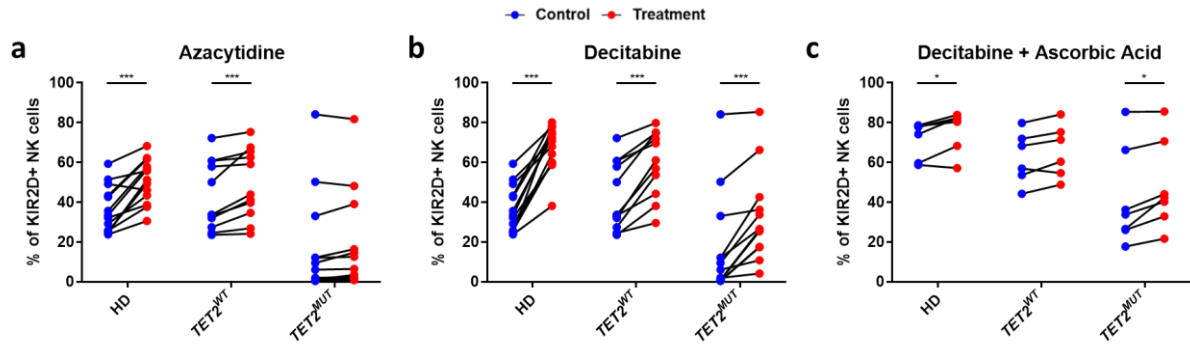 Control Treatment
a Azacytidine
% of KIR2D+ NK cells
100
80
60
40
20
0
*** ***
HD TET2WT TET2MUT
b Decitabine
% of KIR2D+ NK cells
100
80
60
40
20
0
*** *** ***
HD TET2WT TET2MUT
c Decitabine + Ascorbic Acid
% of KIR2D+ NK cells
100
80
60
40
20
0
* *
HD TET2WT TET2MUT